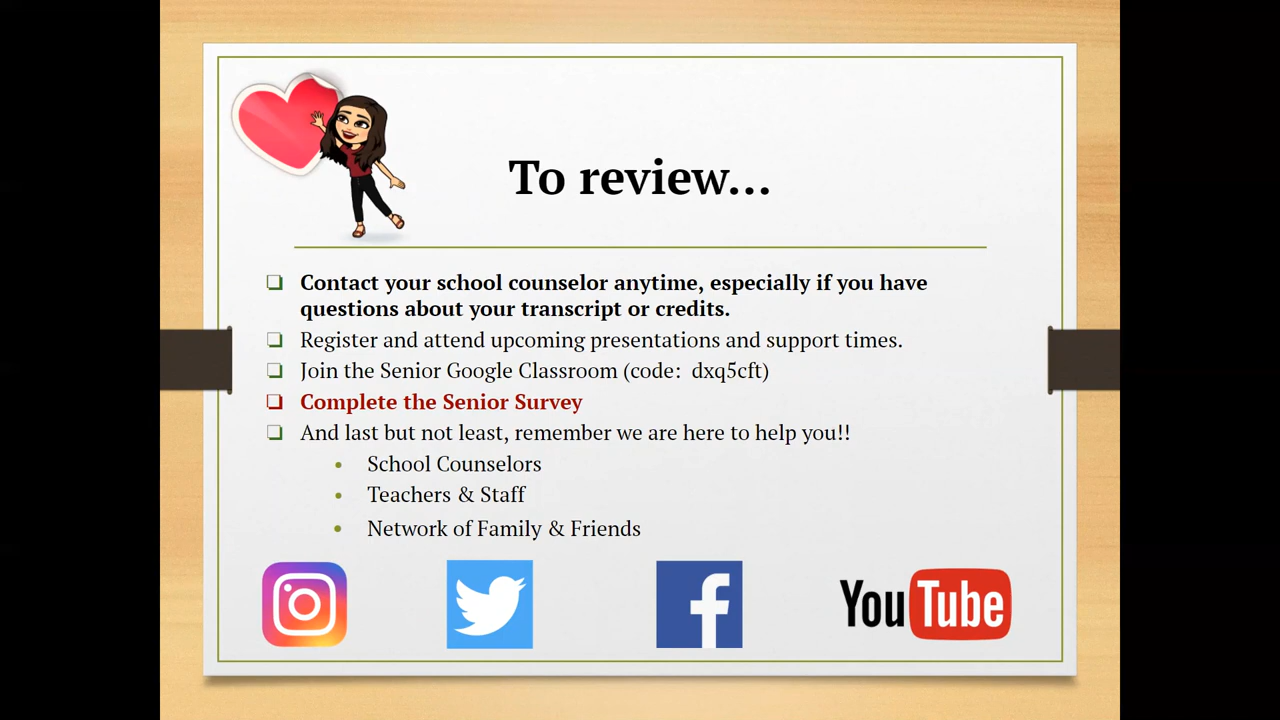 To review...
❏ Contact your school counselor anytime, especially if you have
questions about your transcript or credits.
❏ Register and attend upcoming presentations and support times.
❏ Join the Senior Google Classroom (code:  dxq5cft)
❏ Complete the Senior Survey
❏ And last but not least, remember we are here to help you!!
• School Counselors
• Teachers & Staff
• Network of Family & Friends
YouTube